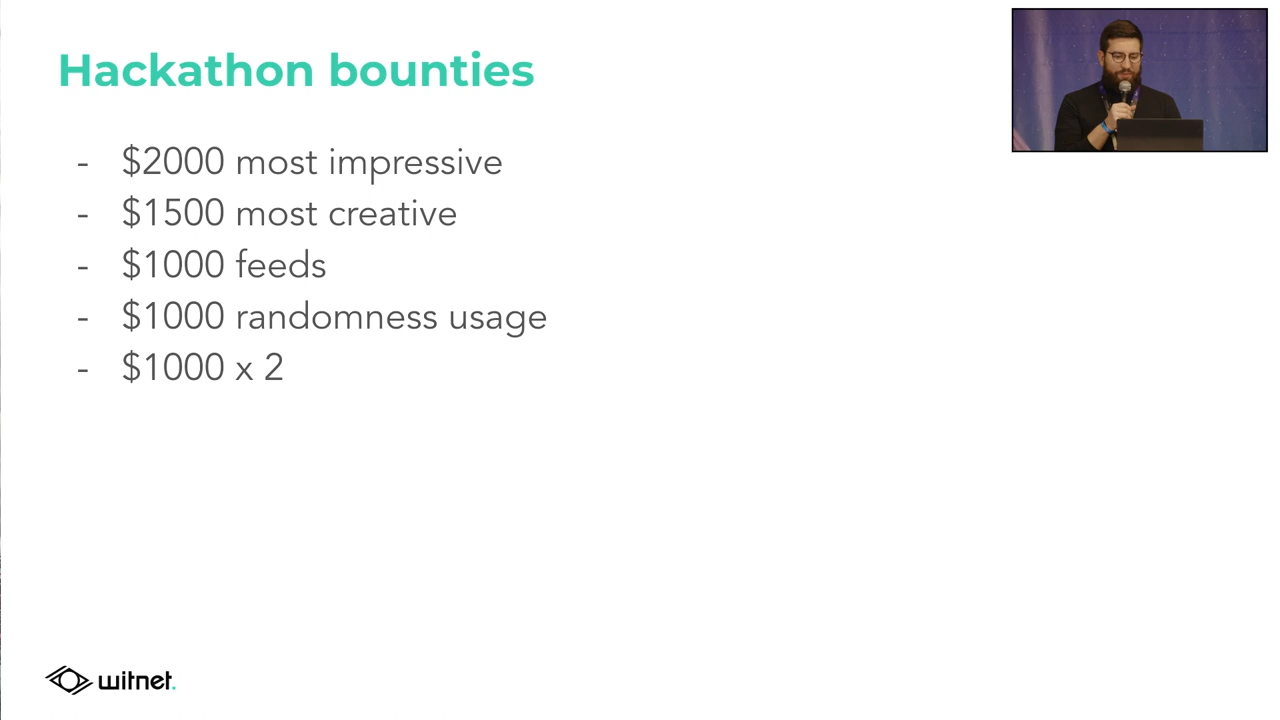 Hackathon bounties
- $2000 most impressive
- $1500 most creative
- $1000 feeds
- $1000 randomness usage
- $1000 x 2
witnet.